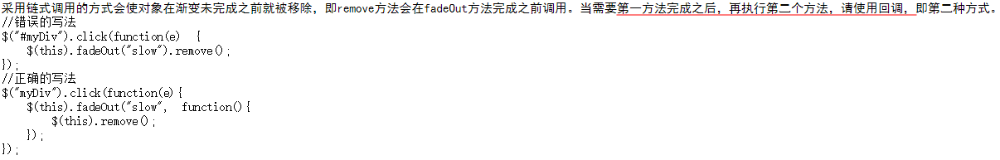 采用链式调用的方式会使对象在渐变未完成之前就被移除，即remove方法会在fadeOut方法完成之前调用。当需要第一方法完成之后，再执行第二个方法，请使用回调，即第二种方式。
//错误的写法
$("#myDiv").click(function(e)  {
    $(this).fadeOut("slow").remove();
});
//正确的写法
$("myDiv").click(function(e){
    $(this).fadeOut("slow",  function(){
        $(this).remove();
    });
});